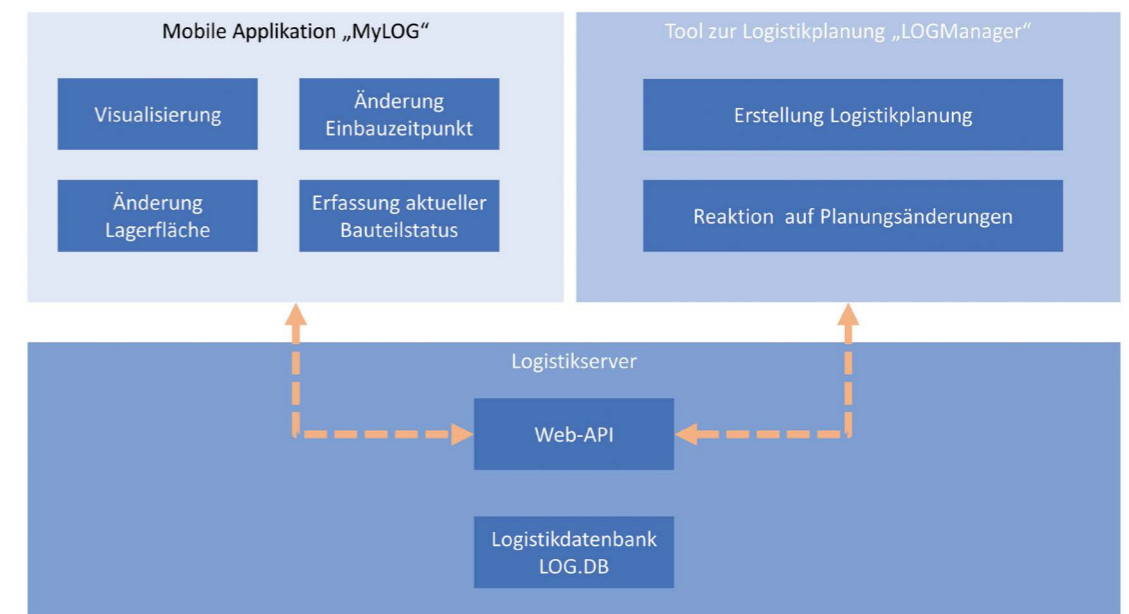 Mobile Applikation „MyLOG“
Visualisierung
Änderung
Einbauzeitpunkt
Änderung
Lagerfläche
Erfassung aktueller
Bauteilstatus
Tool zur Logistikplanung „LOGManager“
Erstellung Logistikplanung
Reaktion auf Planungsänderungen
Logistikserver
Web-API
Logistikdatenbank
LOG.DB